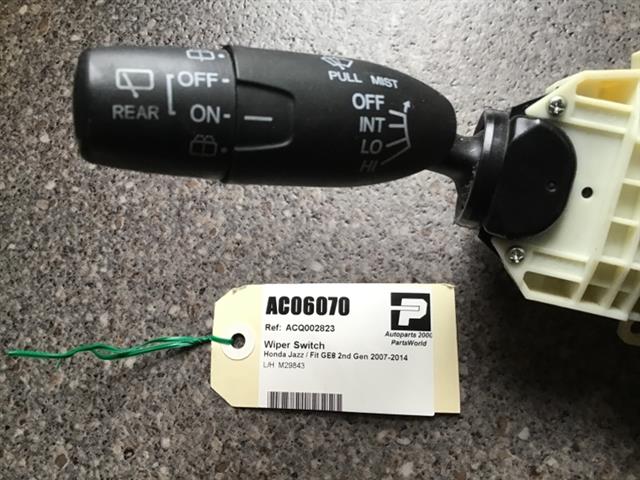 PULL MIST
OFF
INT
LO
HI
REAR
OFF
ON
AC06070
Ref: ACQ002823
Wiper Switch
Honda Jazz / Fit GE8 2nd Gen 2007-2014
L/H M29843
P
Autoparts 2000
PartsWorld